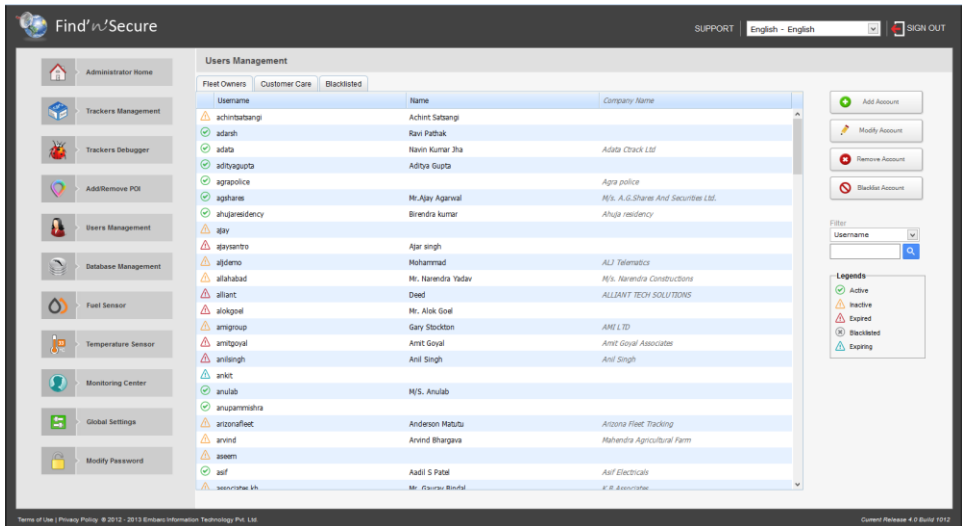 Find'n'Secure
SUPPORT English - English SIGN OUT
Administrator Home
Trackers Management
Trackers Debugger
Add/Remove POI
Users Management
Database Management
Fuel Sensor
Temperature Sensor
Monitoring Center
Global Settings
Modify Password
Users Management
Fleet Owners Customer Care Blacklisted
Username Name Company Name
achintsatsangi Achint Satsangi
adarsh Ravi Pathak
adata Navin Kumar Jha Adata Ctrack Ltd
adityagupta Aditya Gupta
agrapolice Agra police
agshares Mr.Ajay Agarwal M/s. A.G.Shares And Securities Ltd.
ahujaresidency Birendra kumar Ahuja residency
ajay
ajaysantro Ajar singh
aljdemo Mohammad ALJ Telematics
allahabad Mr. Narendra Yadav M/s. Narendra Constructions
alliant Deed ALLIANT TECH SOLUTIONS
alokgoel Mr. Alok Goel
amigroup Gary Stockton AMI LTD
amitgoyal Amit Goyal Amit Goyal Associates
anilsingh Anil Singh Anil Singh
ankit
anulab M/S. Anulab
anupammishra
arizonafleet Anderson Matutu Arizona Fleet Tracking
arvind Arvind Bhargava Mahendra Agricultural Farm
aseem
asif Aadil S Patel Asif Electricals
associates.kb Mr. Gaurav Bindal K.B Associates
Add Account
Modify Account
Remove Account
Blacklist Account
Filter
Username
Legends
Active
Inactive
Expired
Blacklisted
Expiring
Terms of Use | Privacy Policy © 2012 - 2013 Embarc Information Technology Pvt. Ltd. Current Release 4.0 Build 1012